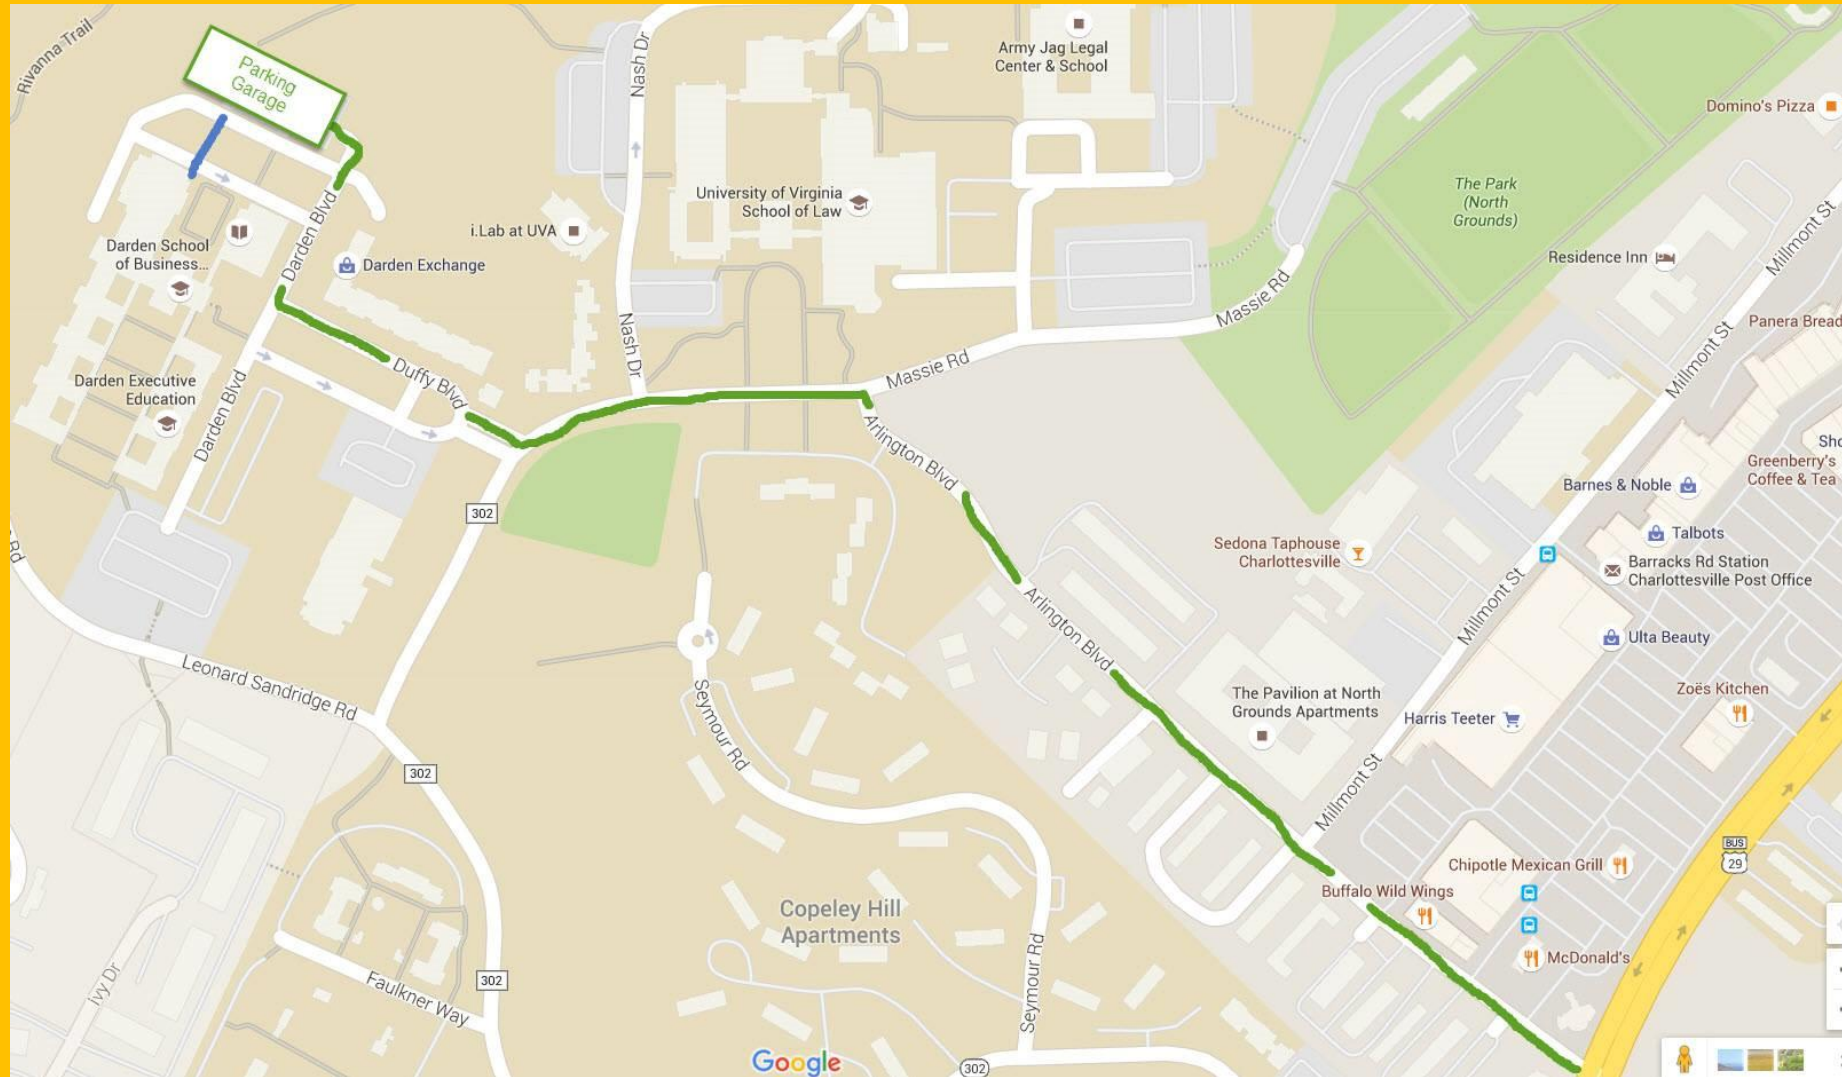 Rivanna Trail
Parking
Garage
Nash Dr
Army Jag Legal
Center & School
Domino's Pizza
University of Virginia
School of Law
The Park
(North
Grounds)
Millmont St
i.Lab at UVA
Darden School
of Business...
Darden Blvd
Darden Exchange
Residence Inn
Massie Rd
Panera Bread
Nash Dr
Millmont St
Massie Rd
Duffy Blvd
Darden Executive
Education
Darden Blvd
Arlington Blvd
Greenberry's
Coffee & Tea
Barnes & Noble
302
Talbots
Sedona Taphouse
Charlottesville
Barracks Rd Station
Charlottesville Post Office
Millmont St
Arlington Blvd
Ulta Beauty
Leonard Sandridge Rd
Seymour Rd
The Pavilion at North
Grounds Apartments
Zoës Kitchen
Harris Teeter
302
Millmont St
BUS
29
Chipotle Mexican Grill
Buffalo Wild Wings
Copeley Hill
Apartments
McDonald's
Ivy Dr
302
Faulkner Way
Seymour Rd
Google
302